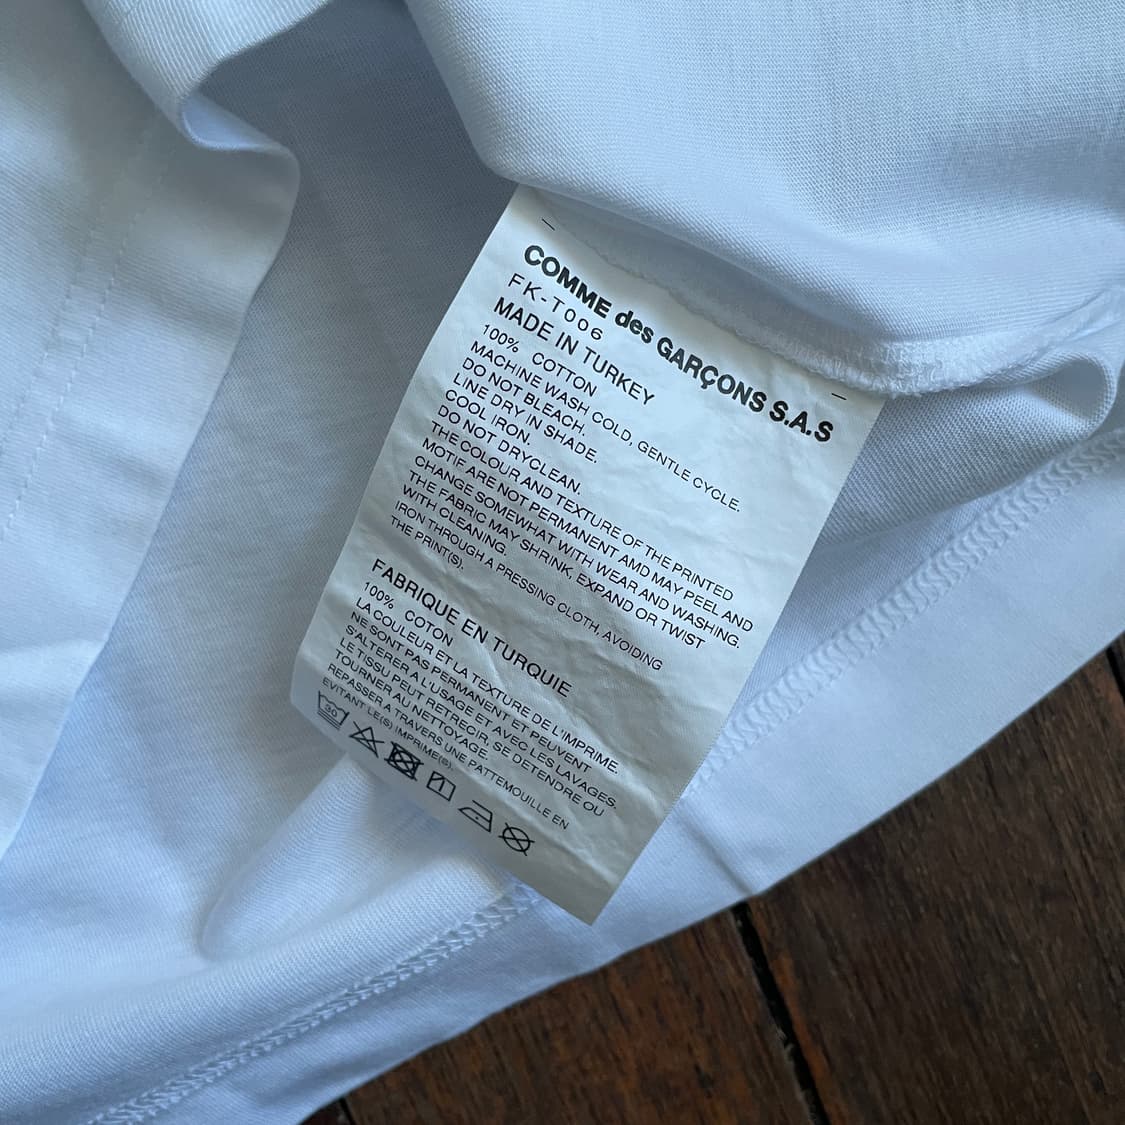 COMME des GARÇONS S.A.S
FK-T006
MADE IN TURKEY
100% COTTON
MACHINE WASH COLD, GENTLE CYCLE.
DO NOT BLEACH.
LINE DRY IN SHADE.
COOL IRON.
DO NOT DRYCLEAN.
THE COLOUR AND TEXTURE OF THE PRINTED
MOTIF ARE NOT PERMANENT AMD MAY PEEL AND
CHANGE SOMEWHAT WITH WEAR AND WASHING.
THE FABRIC MAY SHRINK, EXPAND OR TWIST
WITH CLEANING.
IRON THROUGH A PRESSING CLOTH, AVOIDING
THE PRINT(S).
FABRIQUE EN TURQUIE
100% COTON
LA COULEUR ET LA TEXTURE DE L'IMPRIME.
NE SONT PAS PERMANENT ET PEUVENT
S'ALTERER A L'USAGE ET AVEC LES LAVAGES.
LE TISSU PEUT RETRECIR, SE DETENDRE OU
TOURNER AU NETTOYAGE.
REPASSER A TRAVERS UNE PATTEMOUILLE EN
EVITANT LE(S) IMPRIME(S).
30